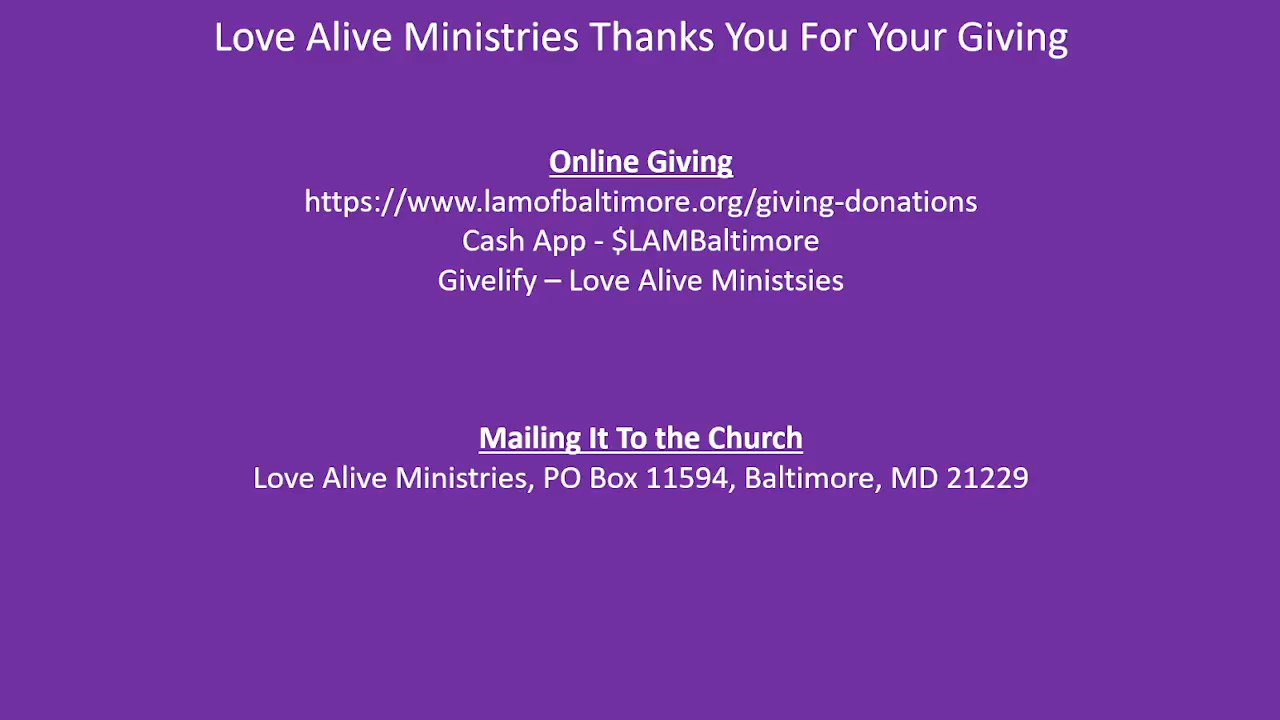 Love Alive Ministries Thanks You For Your Giving
Online Giving
https://www.lamofbaltimore.org/giving-donations
Cash App - $LAMBaltimore
Givelify – Love Alive Ministsies
Mailing It To the Church
Love Alive Ministries, PO Box 11594, Baltimore, MD 21229